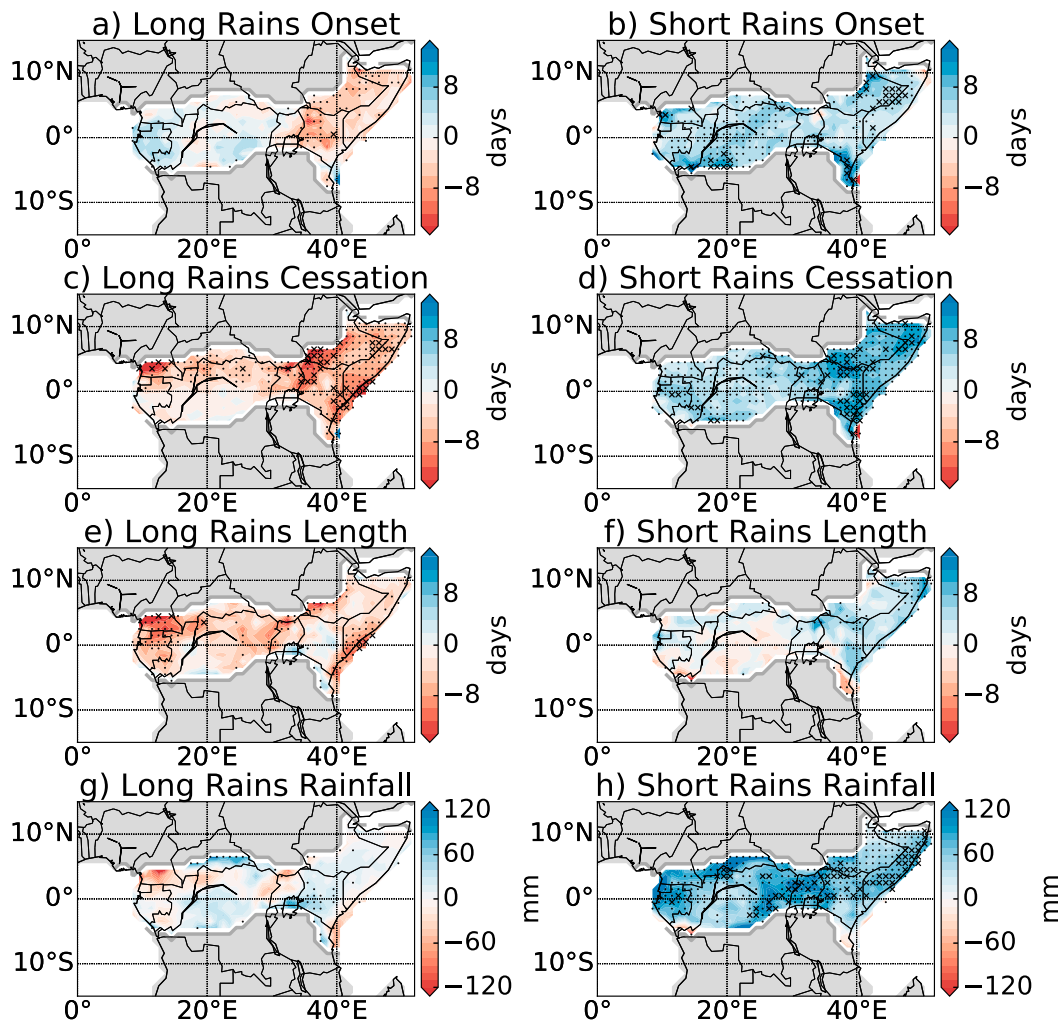 a) Long Rains Onset
10°N
0°
10°S
0°
20°E
40°E
8
0
−8
days
b) Short Rains Onset
10°N
0°
10°S
0°
20°E
40°E
8
0
−8
days
c) Long Rains Cessation
10°N
0°
10°S
0°
20°E
40°E
8
0
−8
days
d) Short Rains Cessation
10°N
0°
10°S
0°
20°E
40°E
8
0
−8
days
e) Long Rains Length
10°N
0°
10°S
0°
20°E
40°E
8
0
−8
days
f) Short Rains Length
10°N
0°
10°S
0°
20°E
40°E
8
0
−8
days
g) Long Rains Rainfall
10°N
0°
10°S
0°
20°E
40°E
120
60
0
−60
−120
mm
h) Short Rains Rainfall
10°N
0°
10°S
0°
20°E
40°E
120
60
0
−60
−120
mm